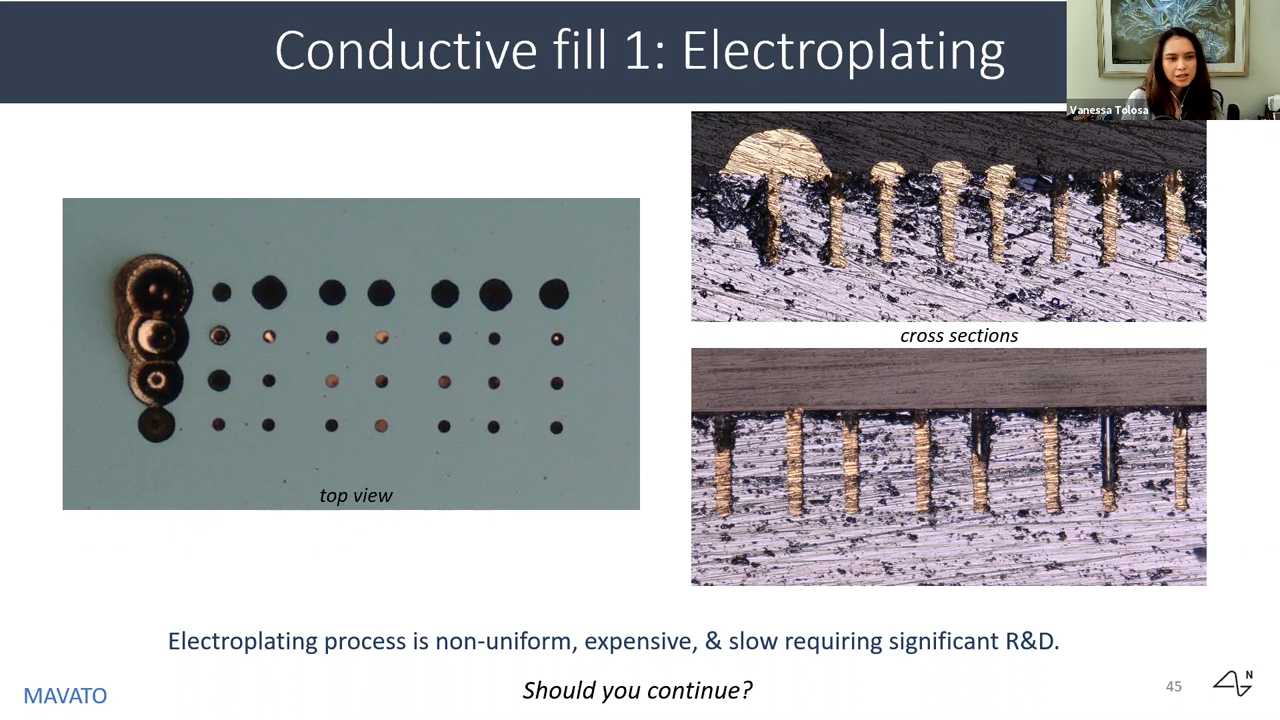 Conductive fill 1: Electroplating
Vanessa Tolosa
top view
cross sections
Electroplating process is non-uniform, expensive, & slow requiring significant R&D.
Should you continue?
MAVATO
45
N